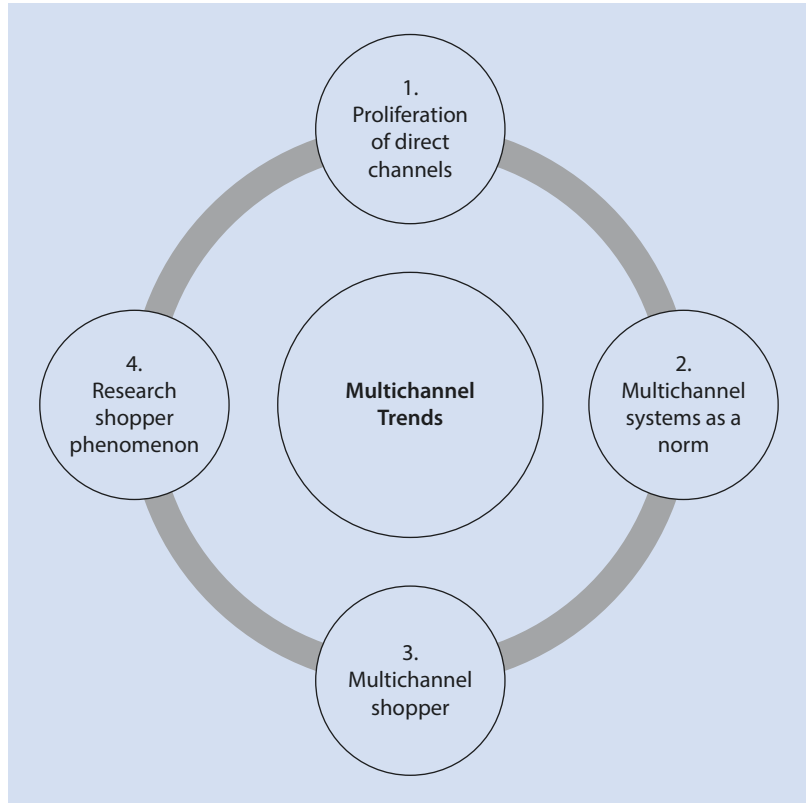 1.
Proliferation
of direct
channels
2.
Multichannel
systems as a
norm
3.
Multichannel
shopper
4.
Research
shopper
phenomenon
Multichannel
Trends